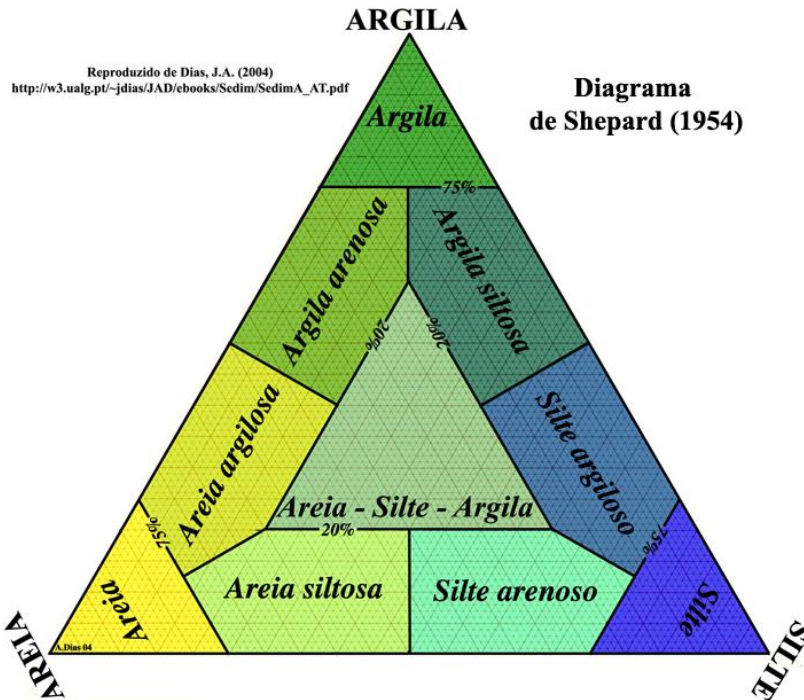 ARGILA
Reproduzido de Dias, J.A. (2004)
http://w3.ualg.pt/~jdias/JAD/ebooks/Sedim/SedimA_AT.pdf
Diagrama
de Shepard (1954)
Argila
75%
Argila arenosa
Argila siltosa
20%
20%
Areia argilosa
Silte argiloso
Areia - Silte - Argila
20%
75%
75%
Areia siltosa
Silte arenoso
Areia
Silte
A.Dias 04
AREIA
SILTE